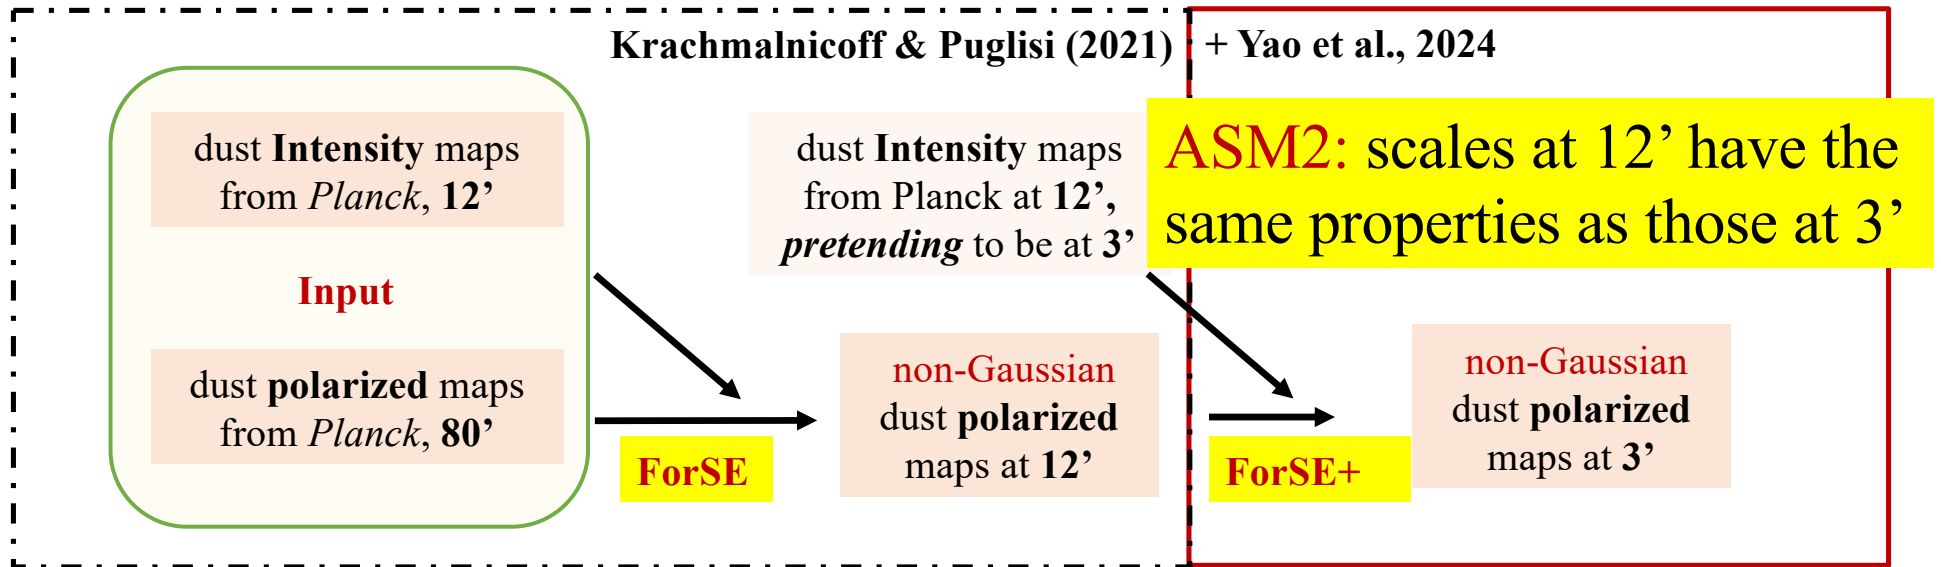 Krachmalnicoff & Puglisi (2021) + Yao et al., 2024
dust Intensity maps
from Planck, 12’
Input
dust polarized maps
from Planck, 80’
dust Intensity maps
from Planck at 12’,
pretending to be at 3’
ASM2: scales at 12’ have the
same properties as those at 3’
ForSE
non-Gaussian
dust polarized
maps at 12’
ForSE+
non-Gaussian
dust polarized
maps at 3’